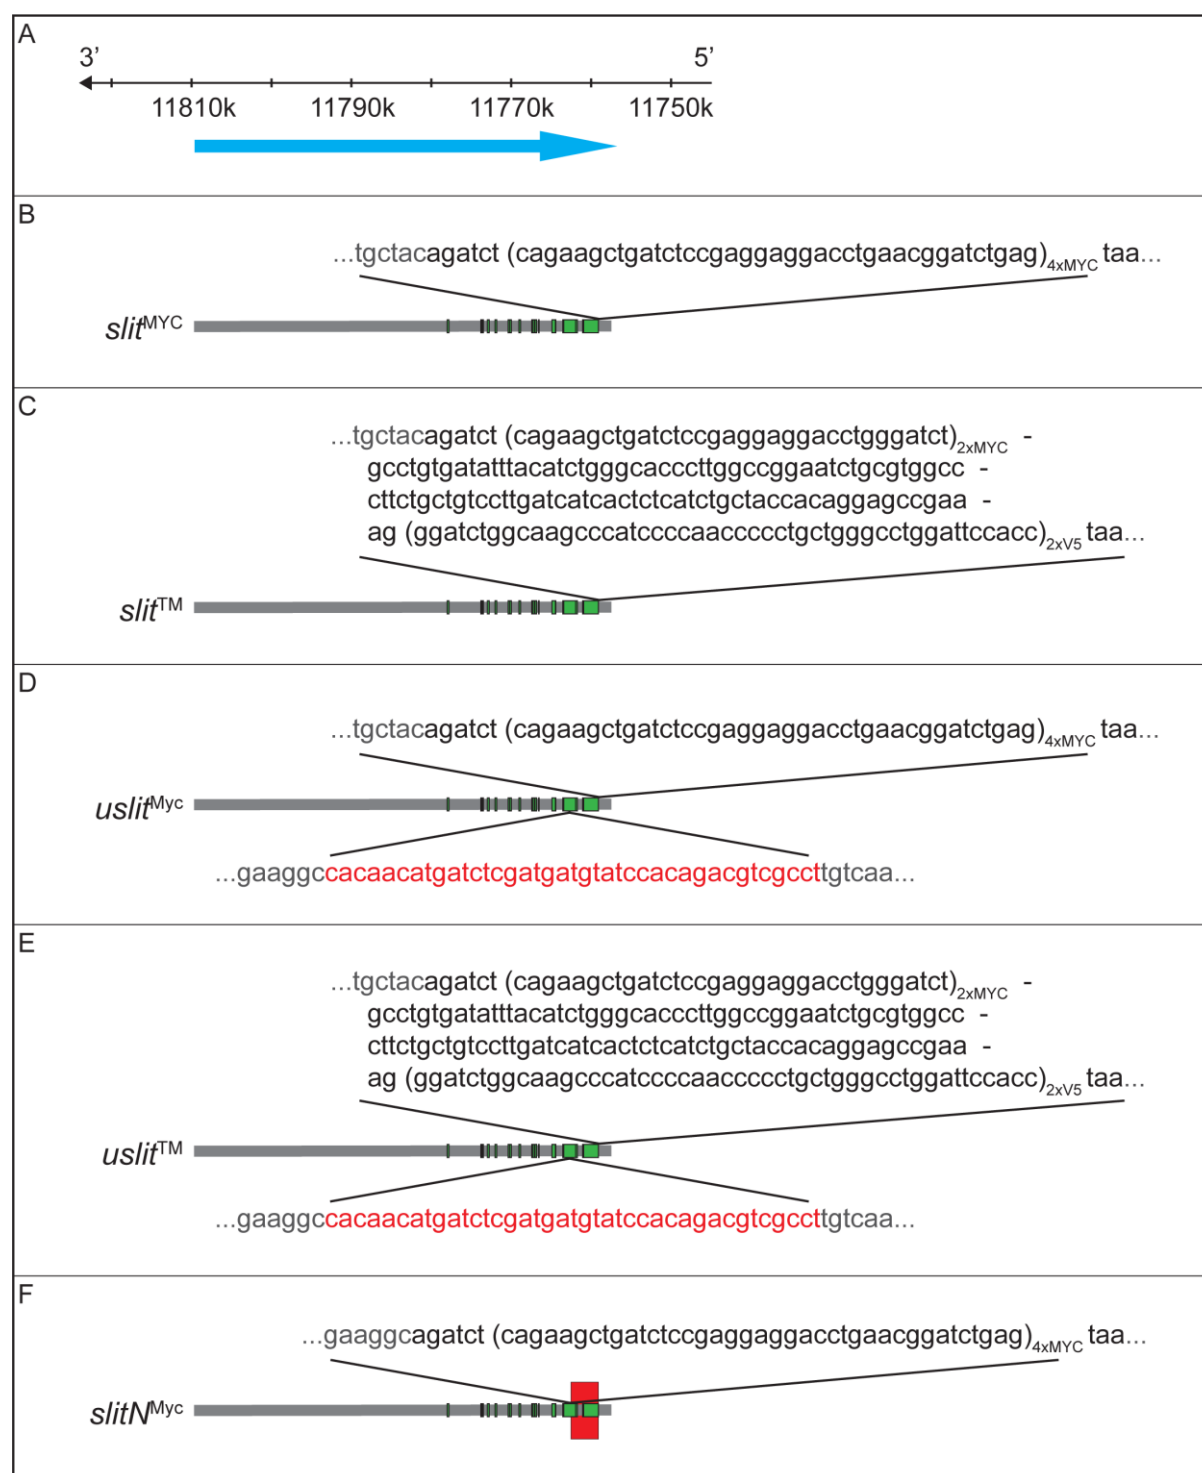 A
3’ 5’
11810k 11790k 11770k 11750k
B
...tgctacagatct (cagaagctgatctccgaggaggacctgaacggatctgag)4xMYC taa...
slitMYC
C
...tgctacagatct (cagaagctgatctccgaggaggacctgggatct)2xMYC -
gcctgtgatatttacatctgggcacccttggccggaatctgcgtggcc -
cttctgctgtccttgatcatcactctcatctgctaccacaggagccgaa -
ag (ggatctggcaagcccatccccaacccccctgctgggcctggattccacc)2xV5 taa...
slitTM
D
...tgctacagatct (cagaagctgatctccgaggaggacctgaacggatctgag)4xMYC taa...
uslitMyc
...gaaggccacaacatgatctcgatgatgtatccacagacgtcgccttgtcaa...
E
...tgctacagatct (cagaagctgatctccgaggaggacctgggatct)2xMYC -
gcctgtgatatttacatctgggcacccttggccggaatctgcgtggcc -
cttctgctgtccttgatcatcactctcatctgctaccacaggagccgaa -
ag (ggatctggcaagcccatccccaacccccctgctgggcctggattccacc)2xV5 taa...
uslitTM
...gaaggccacaacatgatctcgatgatgtatccacagacgtcgccttgtcaa...
F
...gaaggcagatct (cagaagctgatctccgaggaggacctgaacggatctgag)4xMYC taa...
slitNMyc